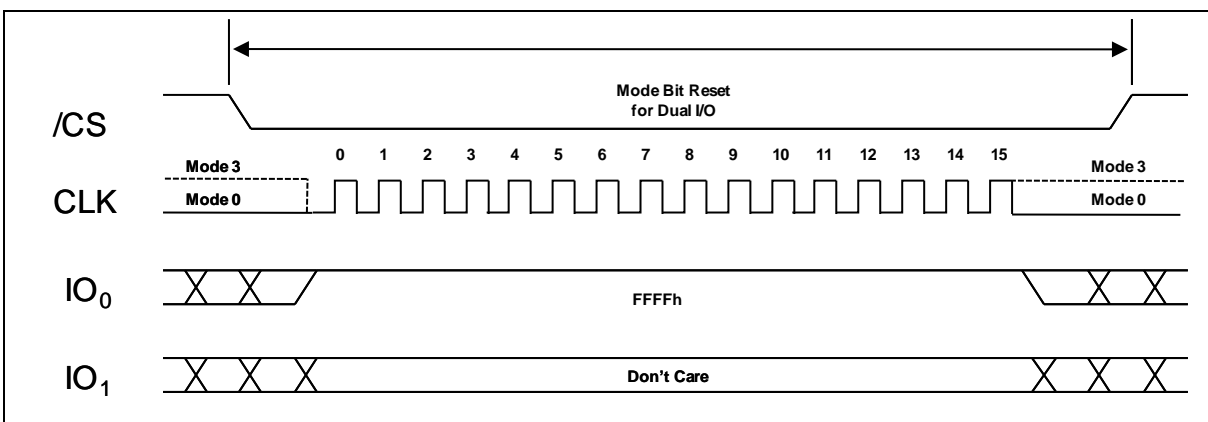 Mode Bit Reset
for Dual I/O
/CS
0 1 2 3 4 5 6 7 8 9 10 11 12 13 14 15
Mode 3
Mode 3
CLK
Mode 0
Mode 0
IO0
FFFFh
IO1
Don't Care